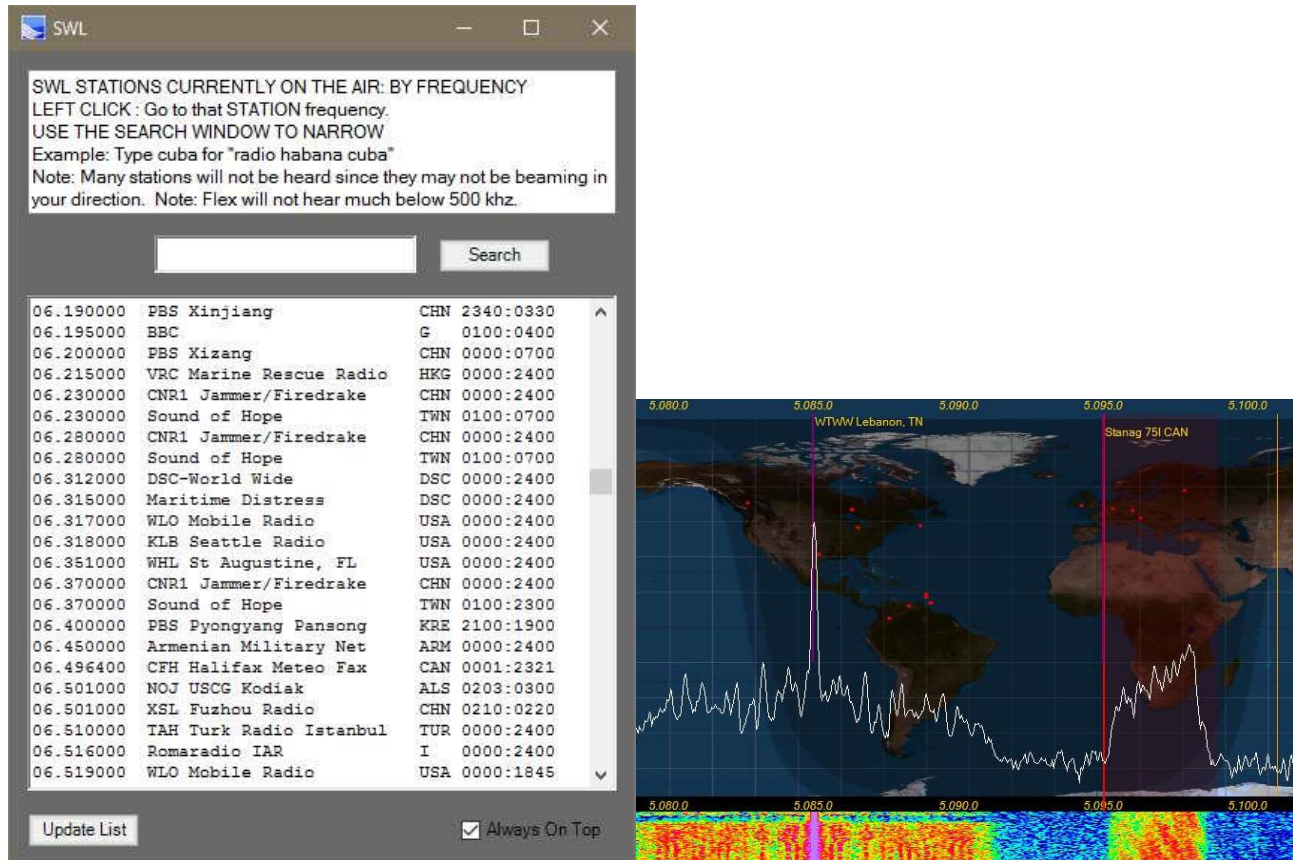 SWL
SWL STATIONS CURRENTLY ON THE AIR: BY FREQUENCY
LEFT CLICK : Go to that STATION frequency.
USE THE SEARCH WINDOW TO NARROW
Example: Type cuba for "radio habana cuba"
Note: Many stations will not be heard since they may not be beaming in
your direction.  Note: Flex will not hear much below 500 khz.
Search
06.190000 PBS Xinjiang CHN 2340:0330
06.195000 BBC G 0100:0400
06.200000 PBS Xizang CHN 0000:0700
06.215000 VRC Marine Rescue Radio HKG 0000:2400
06.230000 CNR1 Jammer/Firedrake CHN 0000:2400
06.230000 Sound of Hope TWN 0100:0700
06.280000 CNR1 Jammer/Firedrake CHN 0000:2400
06.280000 Sound of Hope TWN 0100:0700
06.312000 DSC-World Wide DSC 0000:2400
06.315000 Maritime Distress DSC 0000:2400
06.317000 WLO Mobile Radio USA 0000:2400
06.318000 KLB Seattle Radio USA 0000:2400
06.351000 WHL St Augustine, FL USA 0000:2400
06.370000 CNR1 Jammer/Firedrake CHN 0000:2400
06.370000 Sound of Hope TWN 0100:2300
06.400000 PBS Pyongyang Pansong KRE 2100:1900
06.450000 Armenian Military Net ARM 0000:2400
06.496400 CFH Halifax Meteo Fax CAN 0001:2321
06.501000 NOJ USCG Kodiak ALS 0203:0300
06.501000 XSL Fuzhou Radio CHN 0210:0220
06.510000 TAH Turk Radio Istanbul TUR 0000:2400
06.516000 Romaradio IAR I 0000:2400
06.519000 WLO Mobile Radio USA 0000:1845
Update List
Always On Top
5.080.0 5.085.0 5.090.0 5.095.0 5.100.0
WTWW Lebanon, TN
Stanag 75I CAN
5.080.0 5.085.0 5.090.0 5.095.0 5.100.0